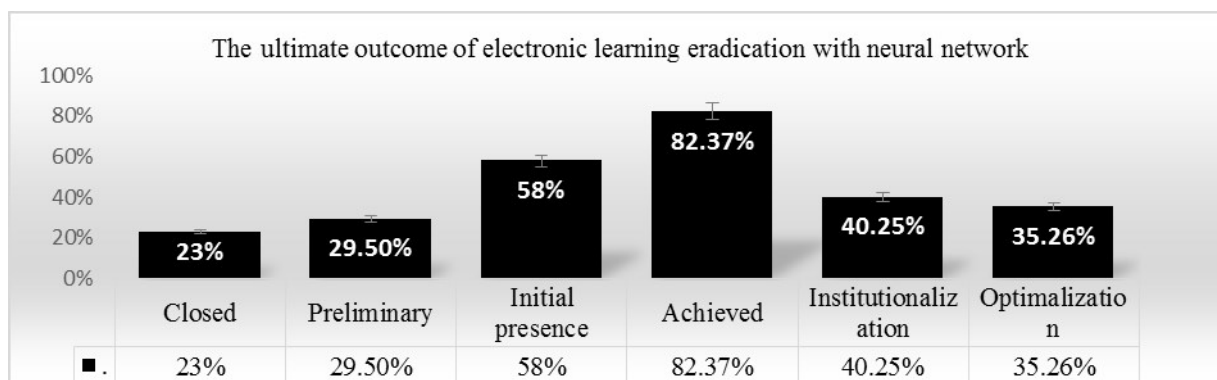 The ultimate outcome of electronic learning eradication with neural network
100%
80%
60%
40%
20%
0%
23%
29.50%
58%
82.37%
40.25%
35.26%
Closed
Preliminary
Initial
presence
Achieved
Institutionaliz
ation
Optimalizatio
n
■ . 23% 29.50% 58% 82.37% 40.25% 35.26%